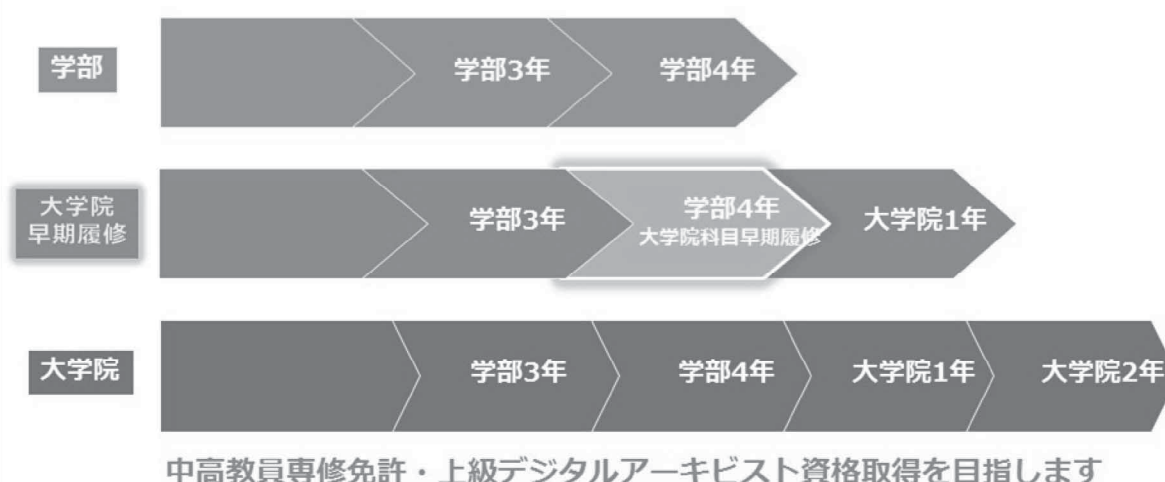 学部
学部3年
学部4年
大学院
早期履修
学部3年
学部4年
大学院科目早期履修
大学院1年
大学院
学部3年
学部4年
大学院1年
大学院2年
中高教員専修免許・上級デジタルアーキビスト資格取得を目指します